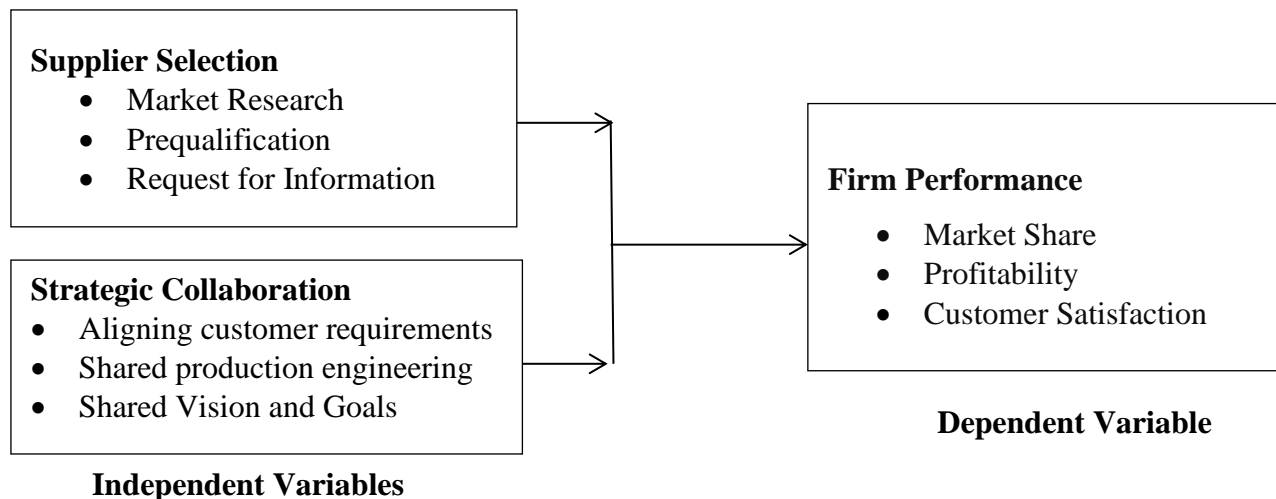 Supplier Selection
• Market Research
• Prequalification
• Request for Information
Strategic Collaboration
• Aligning customer requirements
• Shared production engineering
• Shared Vision and Goals
Independent Variables
Firm Performance
• Market Share
• Profitability
• Customer Satisfaction
Dependent Variable